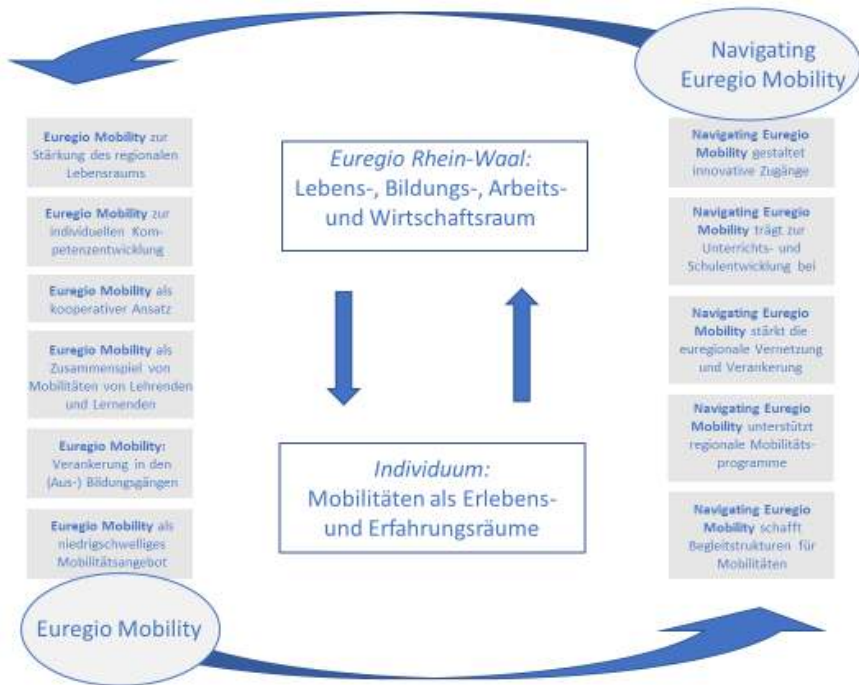 Navigating
Euregio Mobility
Euregio Mobility zur
Stärkung des regionalen
Lebensraums
Euregio Mobility zur
individuellen Kom-
petenzentwicklung
Euregio Mobility als
kooperativer Ansatz
Euregio Mobility als
Zusammenspiel von
Mobilitäten von Lehrenden
und Lernenden
Euregio Mobility:
Verankerung in den
(Aus-) Bildungsgängen
Euregio Mobility als
niedrigschwelliges
Mobilitätsangebot
Euregio Mobility
Euregio Rhein-Waal:
Lebens-, Bildungs-, Arbeits-
und Wirtschaftsraum
Individuum:
Mobilitäten als Erlebens-
und Erfahrungsräume
Navigating Euregio
Mobility gestaltet
innovative Zugänge
Navigating Euregio
Mobility trägt zur
Unterrichts- und
Schulentwicklung bei
Navigating Euregio
Mobility stärkt die
euregionale Vernetzung
und Verankerung
Navigating Euregio
Mobility unterstützt
regionale Mobilitäts-
programme
Navigating Euregio
Mobility schafft
Begleitstrukturen für
Mobilitäten